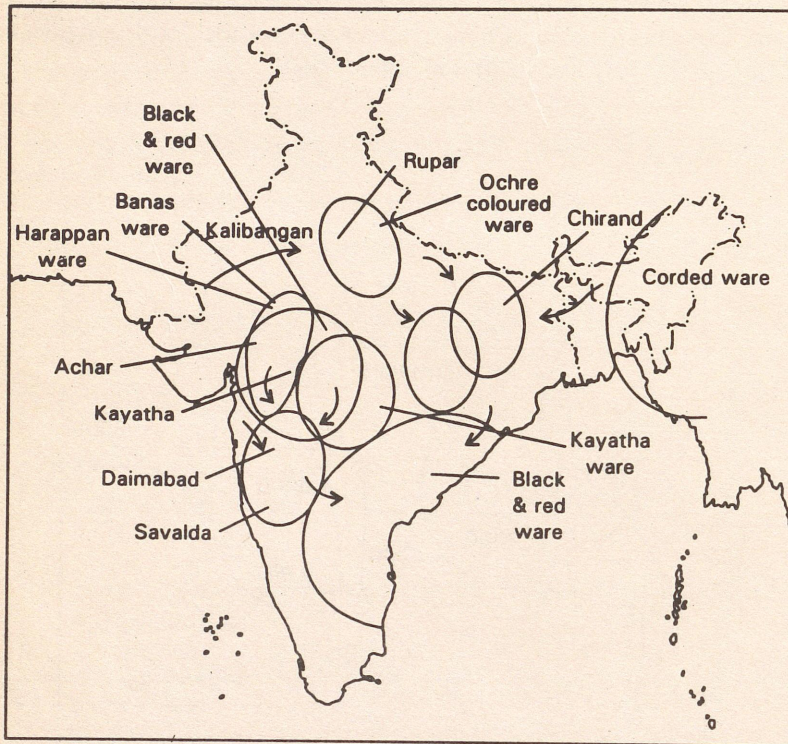 Black
& red
ware
Rupar
Banas
ware
Ochre
coloured
ware
Chirand
Harappan
ware
Kalibangan
Corded ware
Achar
Kayatha
Daimabad
Savalda
Kayatha
ware
Black
& red
ware